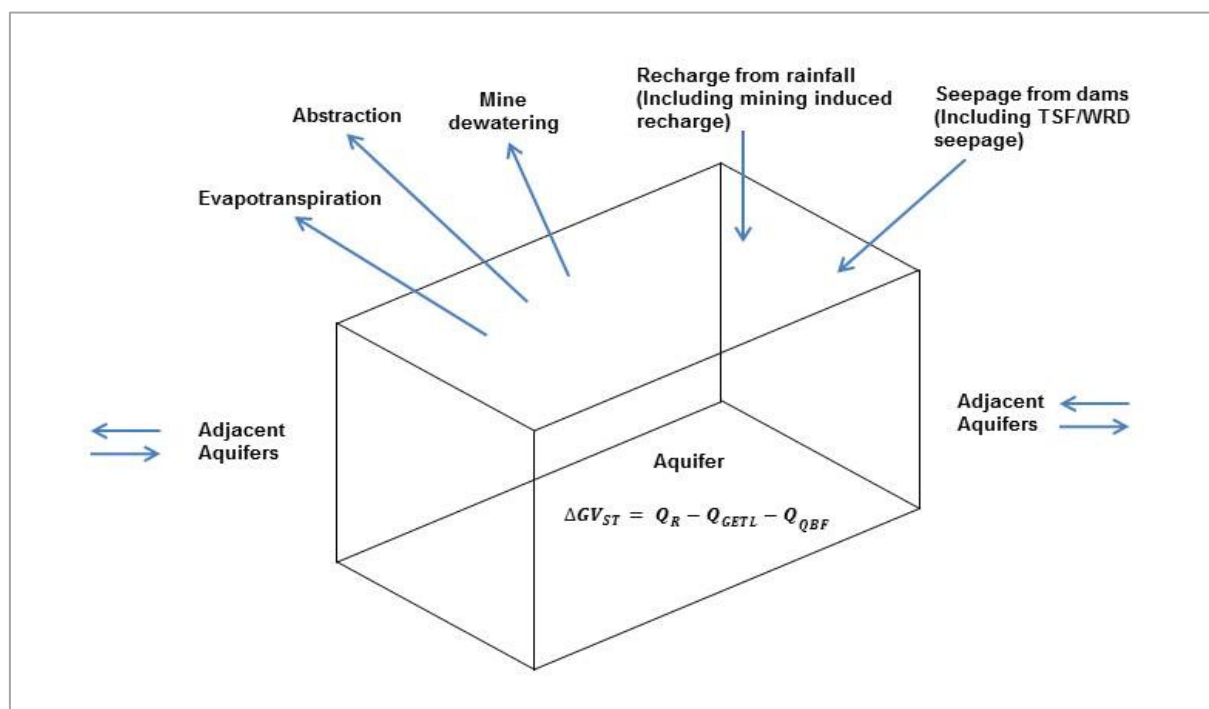 Recharge from rainfall
(Including mining induced
recharge)
Seepage from dams
(Including TSF/WRD
seepage)
Mine
dewatering
Abstraction
Evapotranspiration
Adjacent
Aquifers
Adjacent
Aquifers
Aquifer
ΔGV_ST = Q_R − Q_GETL − Q_QBF